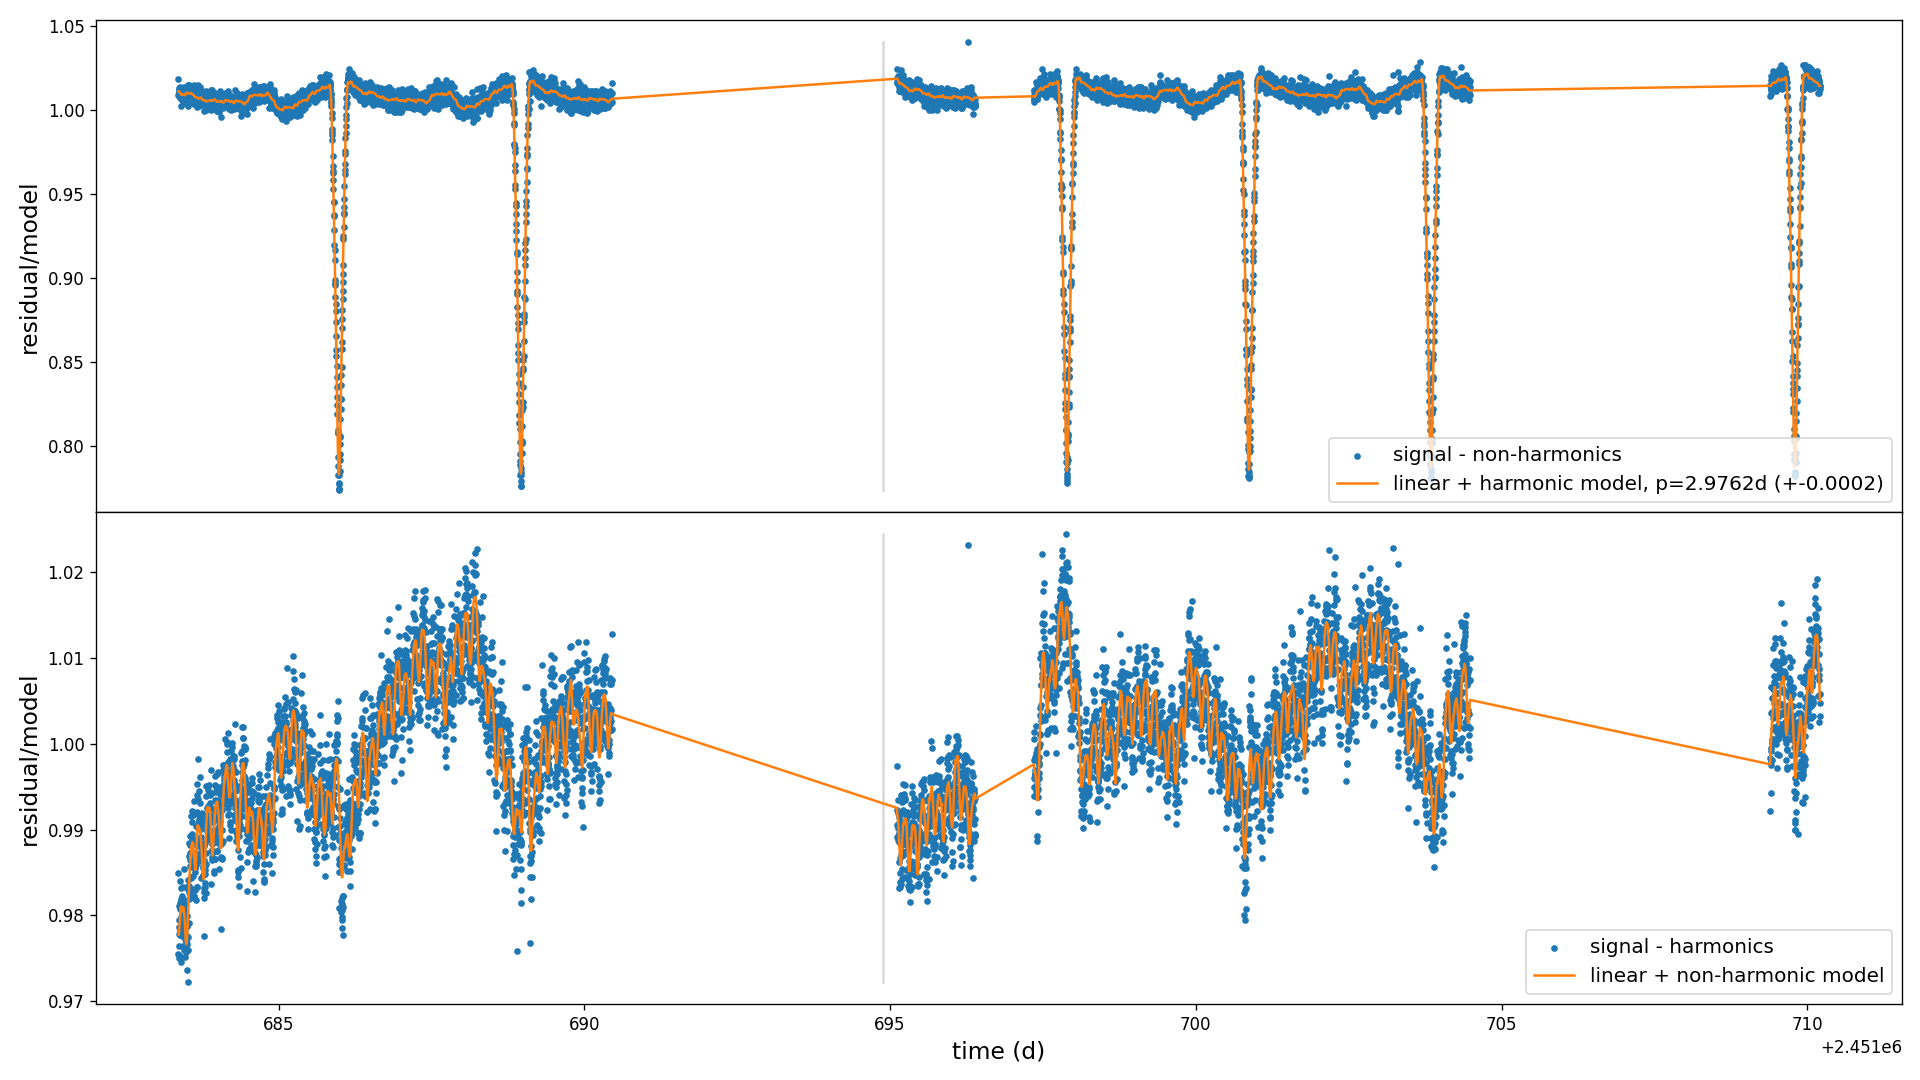 1.05
1.00
0.95
0.90
0.85
0.80
residual/model
signal - non-harmonics
linear + harmonic model, p=2.9762d (+-0.0002)
1.02
1.01
1.00
0.99
0.98
0.97
residual/model
signal - harmonics
linear + non-harmonic model
685 690 695 700 705 710
time (d)
+2.451e6